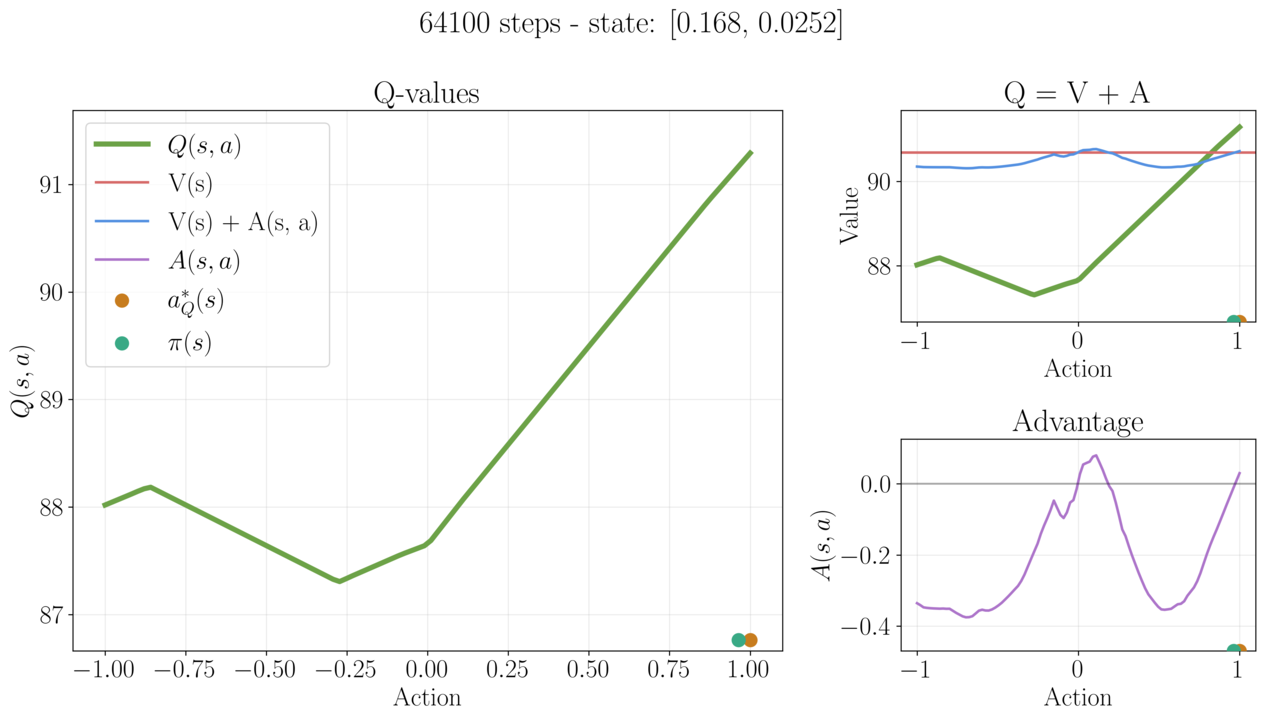 64100 steps - state: [0.168, 0.0252]
Q-values
Q(s, a)
91
90
89
88
87
Q(s, a)
V(s)
V(s) + A(s, a)
A(s, a)
a*_Q(s)
π(s)
−1.00 −0.75 −0.50 −0.25 0.00 0.25 0.50 0.75 1.00
Action
Q = V + A
Value
90
88
−1 0 1
Action
Advantage
A(s, a)
0.0
−0.2
−0.4
−1 0 1
Action